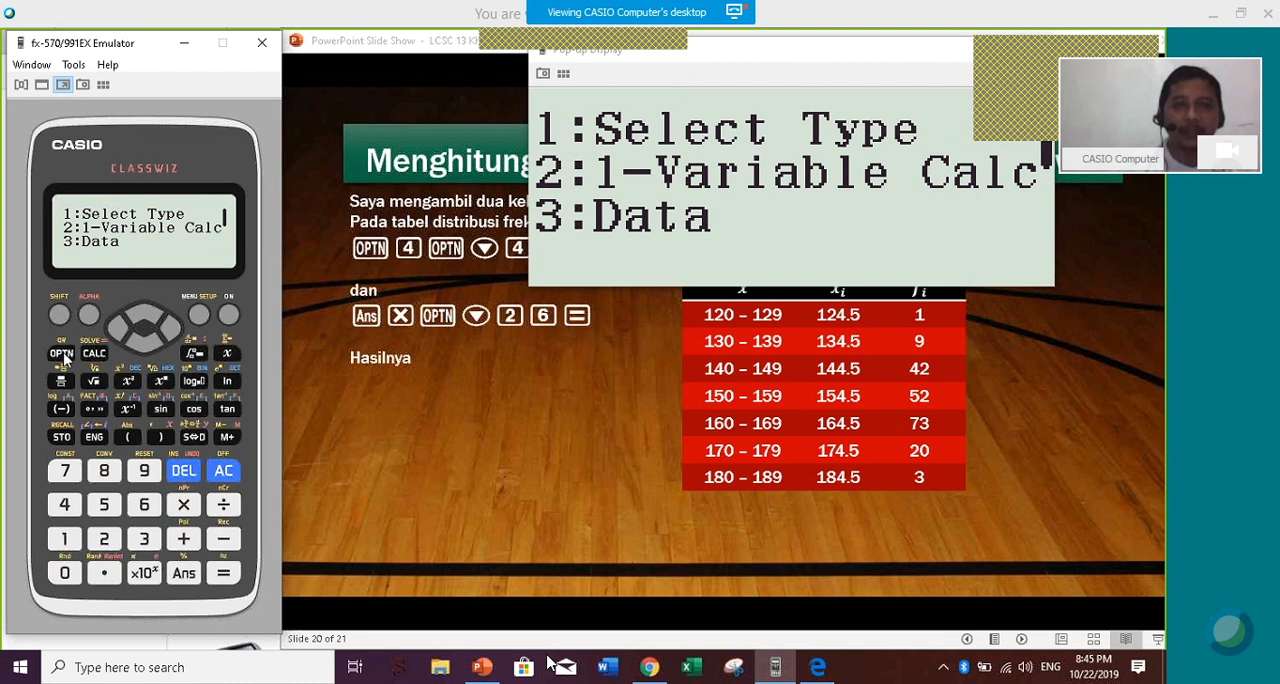 You are
Viewing CASIO Computer's desktop
fx-570/991EX Emulator
Window Tools Help
CASIO
CLASSWIZ
1:Select Type
2:1-Variable Calc
3:Data
SHIFT ALPHA MENU SETUP ON
OPTN CALC x
log ln
(−) sin cos tan
STO ENG ( ) S⇔D M+
7 8 9 DEL AC
4 5 6 × ÷
1 2 3 + −
0 • ×10ˣ Ans =
PowerPoint Slide Show - LCSC 13 K
Menghitung
Saya mengambil dua ke
Pada tabel distribusi frek
OPTN 4 OPTN ▼ 4
dan
Ans × OPTN ▼ 2 6 =
Hasilnya
1:Select Type
2:1-Variable Calc
3:Data
CASIO Computer
120 – 129 124.5 1
130 – 139 134.5 9
140 – 149 144.5 42
150 – 159 154.5 52
160 – 169 164.5 73
170 – 179 174.5 20
180 – 189 184.5 3
Slide 20 of 21
Type here to search
ENG
8:45 PM
10/22/2019